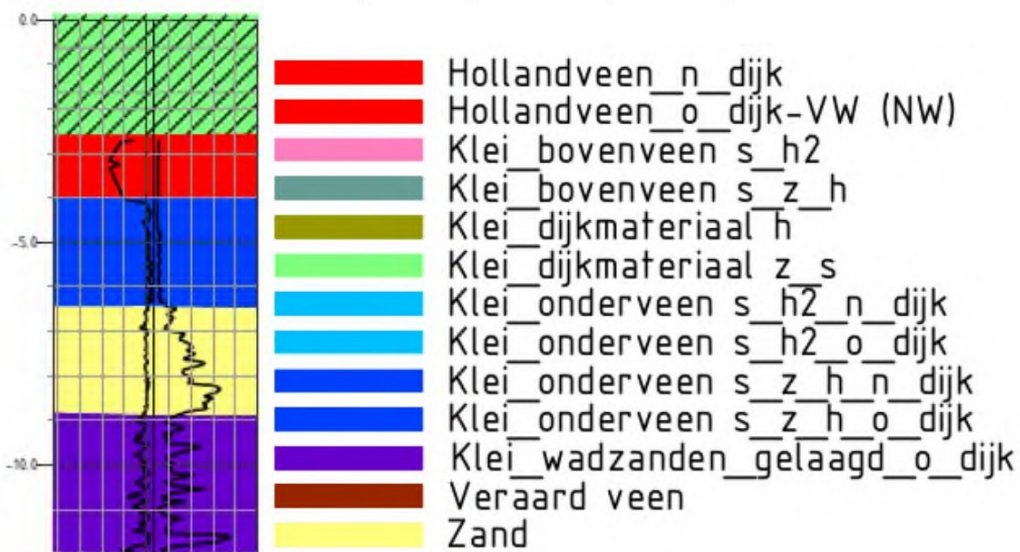 0.0
Hollandveen_n_dijk
Hollandveen_o_dijk-VW (NW)
Klei_bovenveen s_h2
Klei_bovenveen s_z_h
Klei_dijkmateriaal h
-5.0
Klei_dijkmateriaal z_s
Klei_onderveen s_h2_n_dijk
Klei_onderveen s_h2_o_dijk
Klei_onderveen s_z_h_n_dijk
Klei_onderveen s_z_h_o_dijk
-10.0
Klei_wadzanden_gelaagd_o_dijk
Veraard veen
Zand